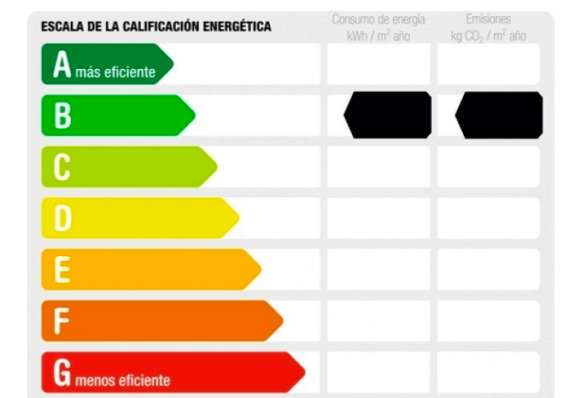 ESCALA DE LA CALIFICACIÓN ENERGÉTICA
Consumo de energía
kWh / m² año
Emisiones
kg CO₂ / m² año
A más eficiente
B
C
D
E
F
G menos eficiente